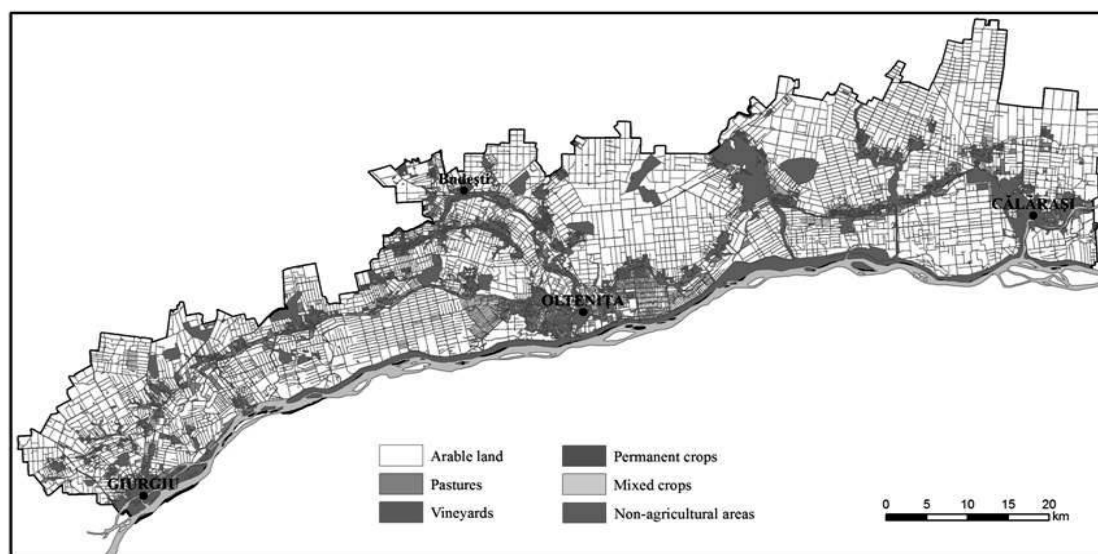 Budești
CĂLĂRAȘI
OLTENIȚA
GIURGIU
Arable land
Pastures
Vineyards
Permanent crops
Mixed crops
Non-agricultural areas
0 5 10 15 20
km